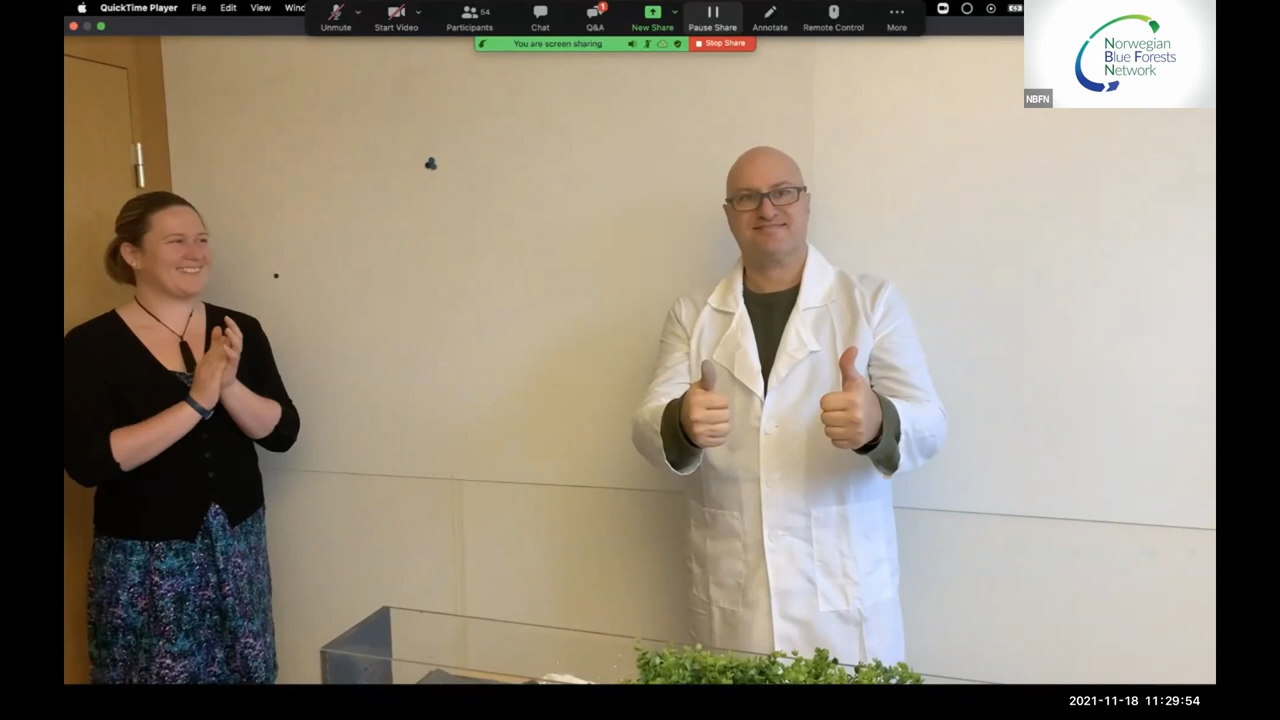 QuickTime Player File Edit View
Unmute Start Video Participants 54 Chat Q&A 1 New Share Pause Share Annotate Remote Control More
You are screen sharing Stop Share
Norwegian
Blue Forests
Network
NBFN
2021-11-18 11:29:54